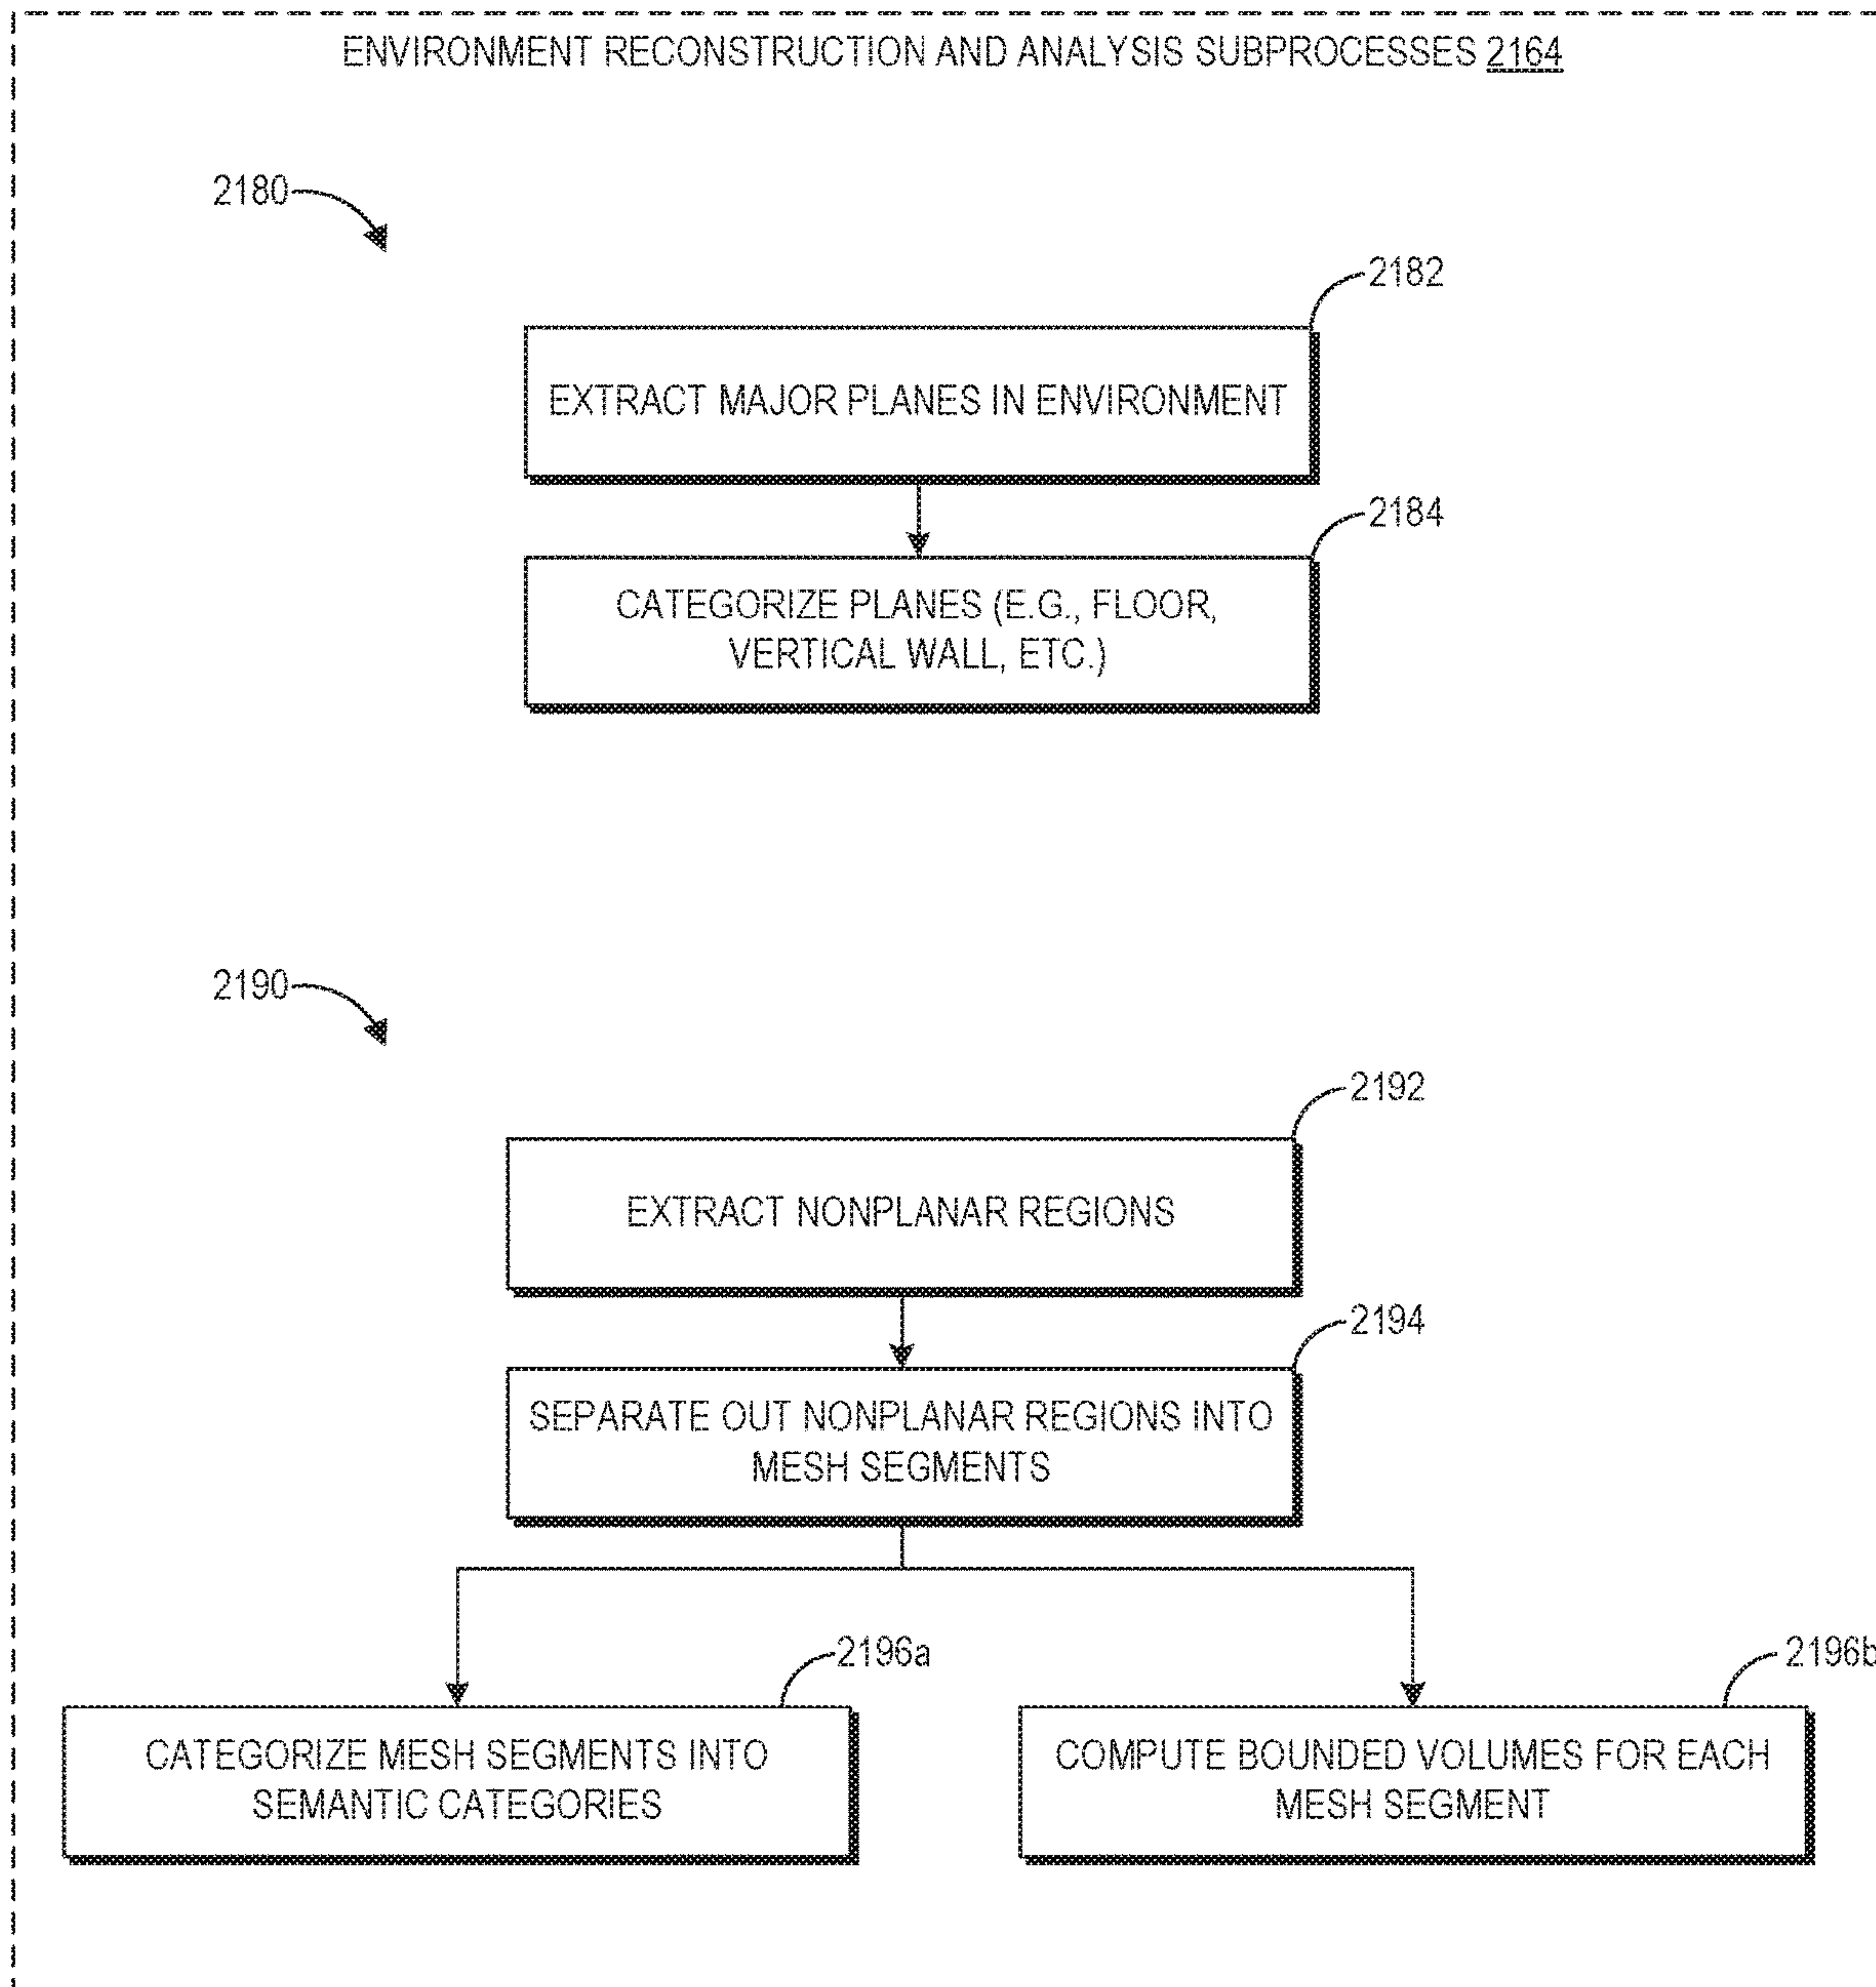 ENVIRONMENT RECONSTRUCTION AND ANALYSIS SUBPROCESSES 2164
2180
2182
EXTRACT MAJOR PLANES IN ENVIRONMENT
2184
CATEGORIZE PLANES (E.G., FLOOR,
VERTICAL WALL, ETC.)
2190
2192
EXTRACT NONPLANAR REGIONS
2194
SEPARATE OUT NONPLANAR REGIONS INTO
MESH SEGMENTS
2196a
CATEGORIZE MESH SEGMENTS INTO
SEMANTIC CATEGORIES
2196b
COMPUTE BOUNDED VOLUMES FOR EACH
MESH SEGMENT